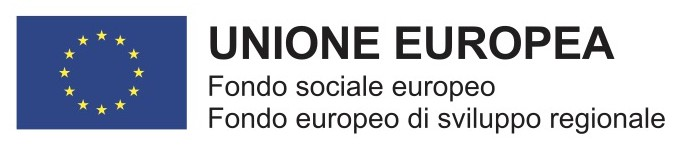 UNIONE EUROPEA
Fondo sociale europeo
Fondo europeo di sviluppo regionale